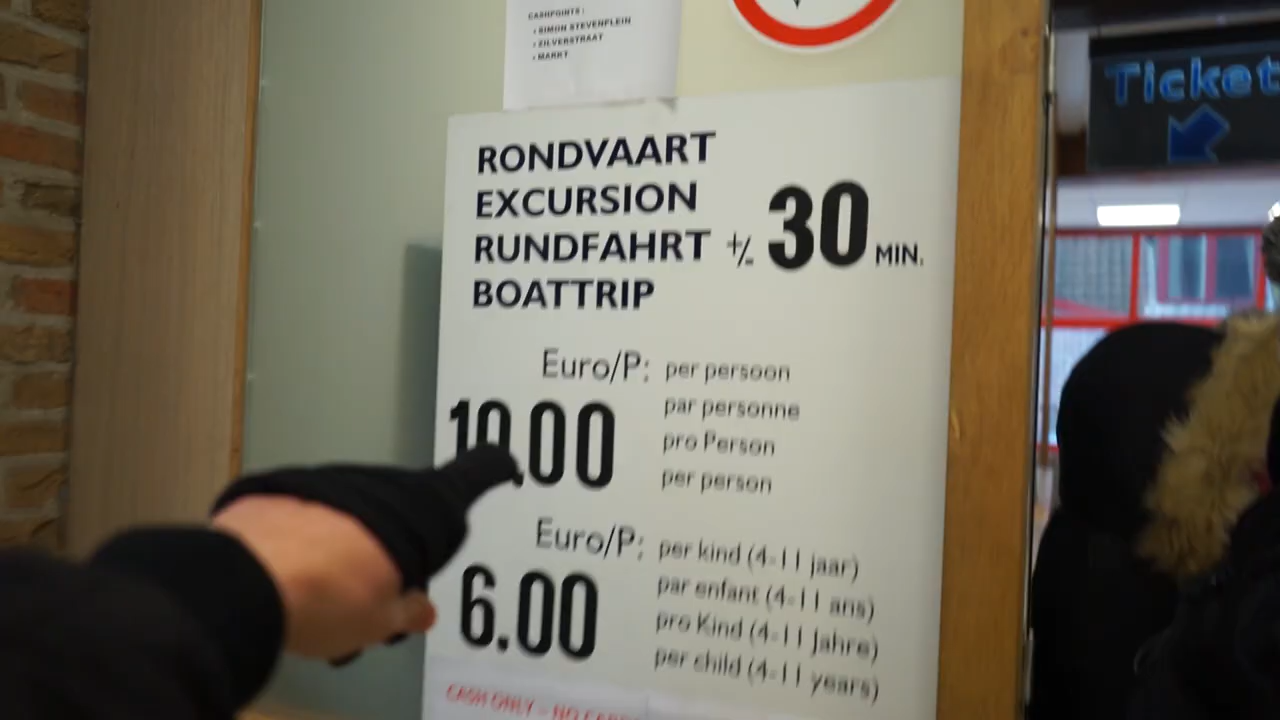 CASHPOINTS:
• SIMON STEVENPLEIN
• ZILVERSTRAAT
• MARKT
Ticket
RONDVAART
EXCURSION
RUNDFAHRT +/- 30 MIN.
BOATTRIP
Euro/P: per persoon
par personne
10.00
pro Person
per person
Euro/P: per kind (4-11 jaar)
par enfant (4-11 ans)
6.00
pro Kind (4-11 Jahre)
per child (4-11 years)
CASH ONLY - NO